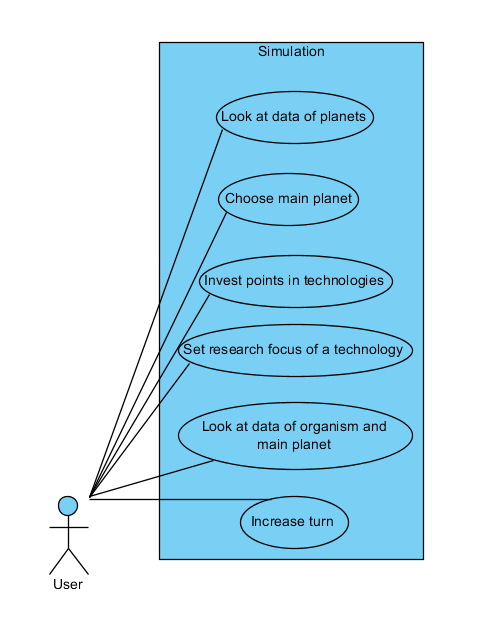 Simulation
Look at data of planets
Choose main planet
Invest points in technologies
Set research focus of a technology
Look at data of organism and
main planet
Increase turn
User